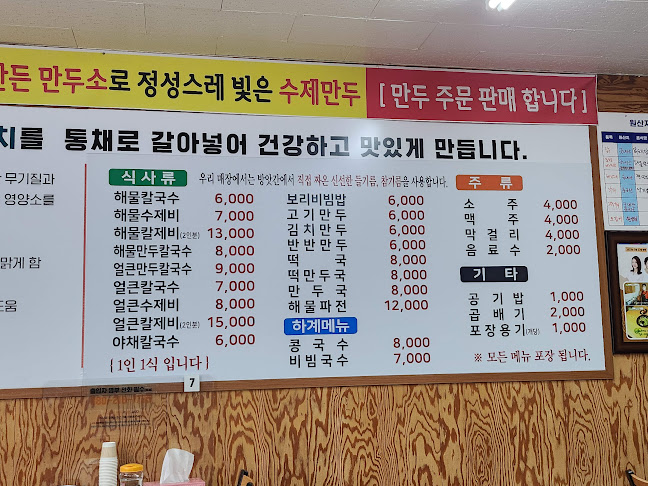 만든 만두소로 정성스레 빚은 수제만두 [ 만두 주문 판매 합니다 ]
치를 통채로 갈아넣어 건강하고 맛있게 만듭니다.
무기질과
영양소를
맑게 함
도움
식사류 우리 매장에서는 방앗간에서 직접 짜온 신선한 들기름, 참기름을 사용합니다.
해물칼국수 6,000
해물수제비 7,000
해물칼제비(2인분) 13,000
해물만두칼국수 8,000
얼큰만두칼국수 9,000
얼큰칼국수 7,000
얼큰수제비 8,000
얼큰칼제비(2인분) 15,000
야채칼국수 6,000
[ 1인 1식 입니다 ]
보리비빔밥 6,000
고기만두 6,000
김치만두 6,000
반반만두 6,000
떡국 8,000
떡만두국 8,000
만두국 8,000
해물파전 12,000
하계메뉴
콩국수 8,000
비빔국수 7,000
주류
소주 4,000
맥주 4,000
막걸리 4,000
음료수 2,000
기타
공기밥 1,000
곱배기 2,000
포장용기(개당) 1,000
※ 모든 메뉴 포장 됩니다.
7
원산지